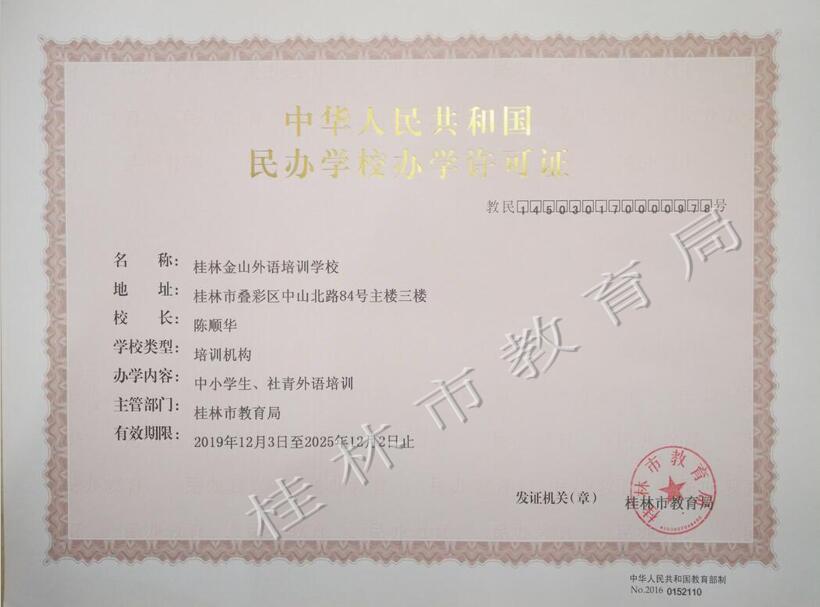 中华人民共和国
民办学校办学许可证
教民145030170000978号
名 称：桂林金山外语培训学校
地 址：桂林市叠彩区中山北路84号主楼三楼
校 长：陈顺华
学校类型：培训机构
办学内容：中小学生、社青外语培训
主管部门：桂林市教育局
有效期限：2019年12月3日至2025年12月2日止
桂林市教育局
发证机关(章) 桂林市教育局
桂林市教育局
中华人民共和国教育部制
No.2016 0152110